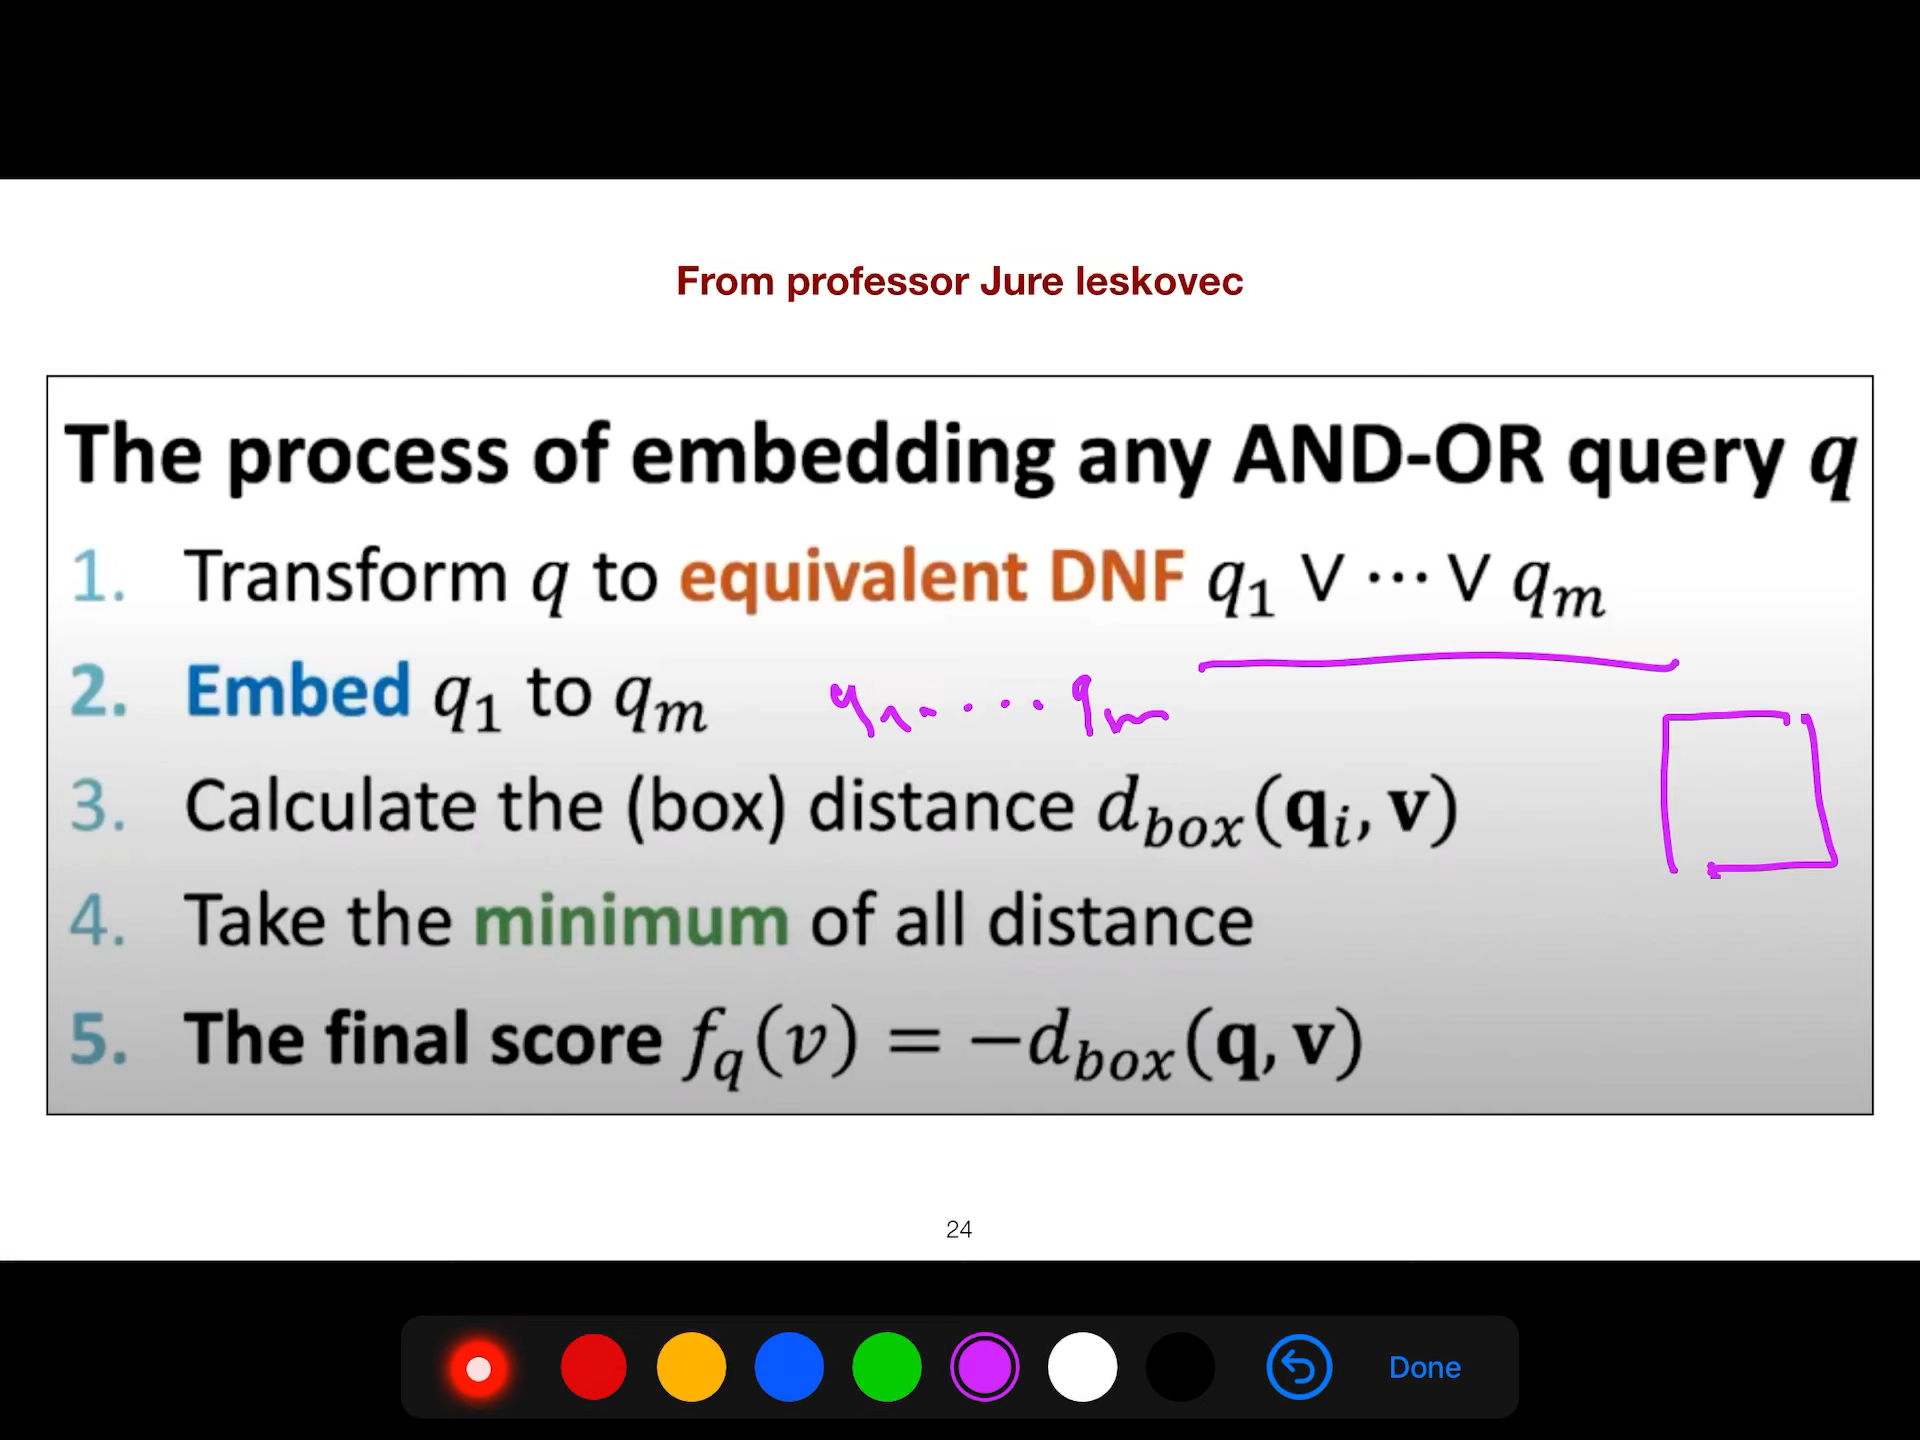 From professor Jure leskovec
The process of embedding any AND-OR query q
1. Transform q to equivalent DNF q₁ ∨ ⋯ ∨ qₘ
2. Embed q₁ to qₘ q₁ . . . . . qₘ
3. Calculate the (box) distance d_box(𝐪ᵢ, 𝐯)
4. Take the minimum of all distance
5. The final score f_q(v) = −d_box(𝐪, 𝐯)
24
Done